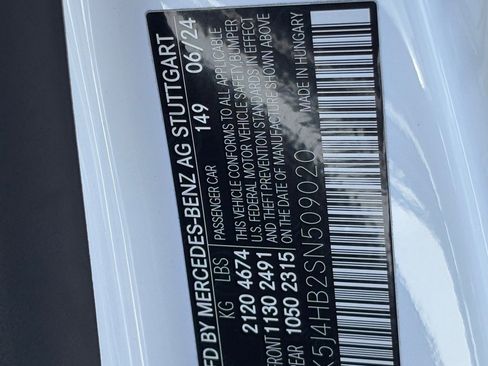 ED BY MERCEDES-BENZ AG STUTTGART
149 06/24
KG LBS PASSENGER CAR
2120 4674 THIS VEHICLE CONFORMS TO ALL APPLICABLE
U.S. FEDERAL MOTOR VEHICLE SAFETY, BUMPER
FRONT 1130 2491 AND THEFT PREVENTION STANDARDS IN EFFECT
REAR 1050 2315 ON THE DATE OF MANUFACTURE SHOWN ABOVE
K5J4HB2SN509020 MADE IN HUNGARY